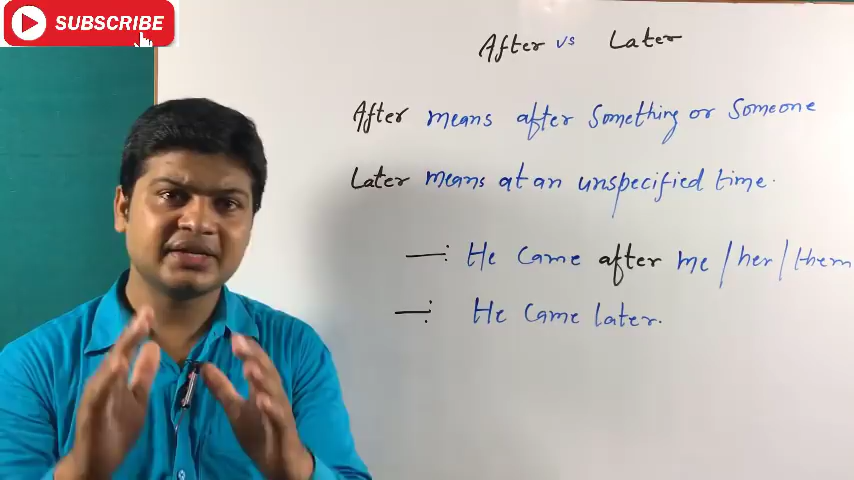 SUBSCRIBE
After vs Later
After means after Something or Someone
Later means at an unspecified time.
He Came after me/her/them
He Came later.